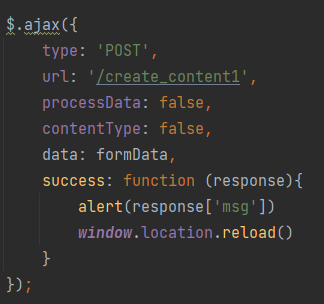 $.ajax({
    type: 'POST',
    url: '/create_content1',
    processData: false,
    contentType: false,
    data: formData,
    success: function (response){
        alert(response['msg'])
        window.location.reload()
    }
});